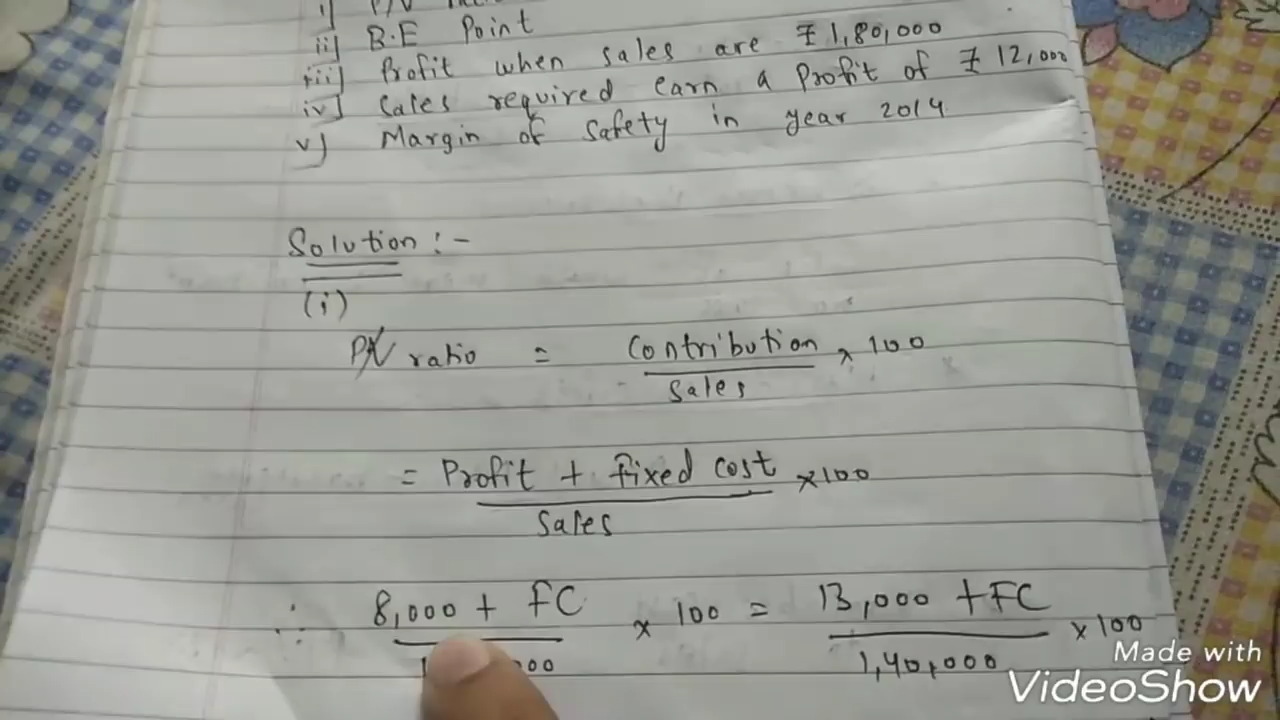 ii] B.E Point
iii] Profit when sales are ₹ 1,80,000
iv] Sales required earn a Profit of ₹ 12,000
v) Margin of Safety in year 2014
Solution :-
(i)
P/V ratio = Contribution × 100
Sales
= Profit + fixed cost ×100
Sales
∴ 8,000 + FC × 100 = 13,000 + FC × 100
1,40,000
Made with
VideoShow